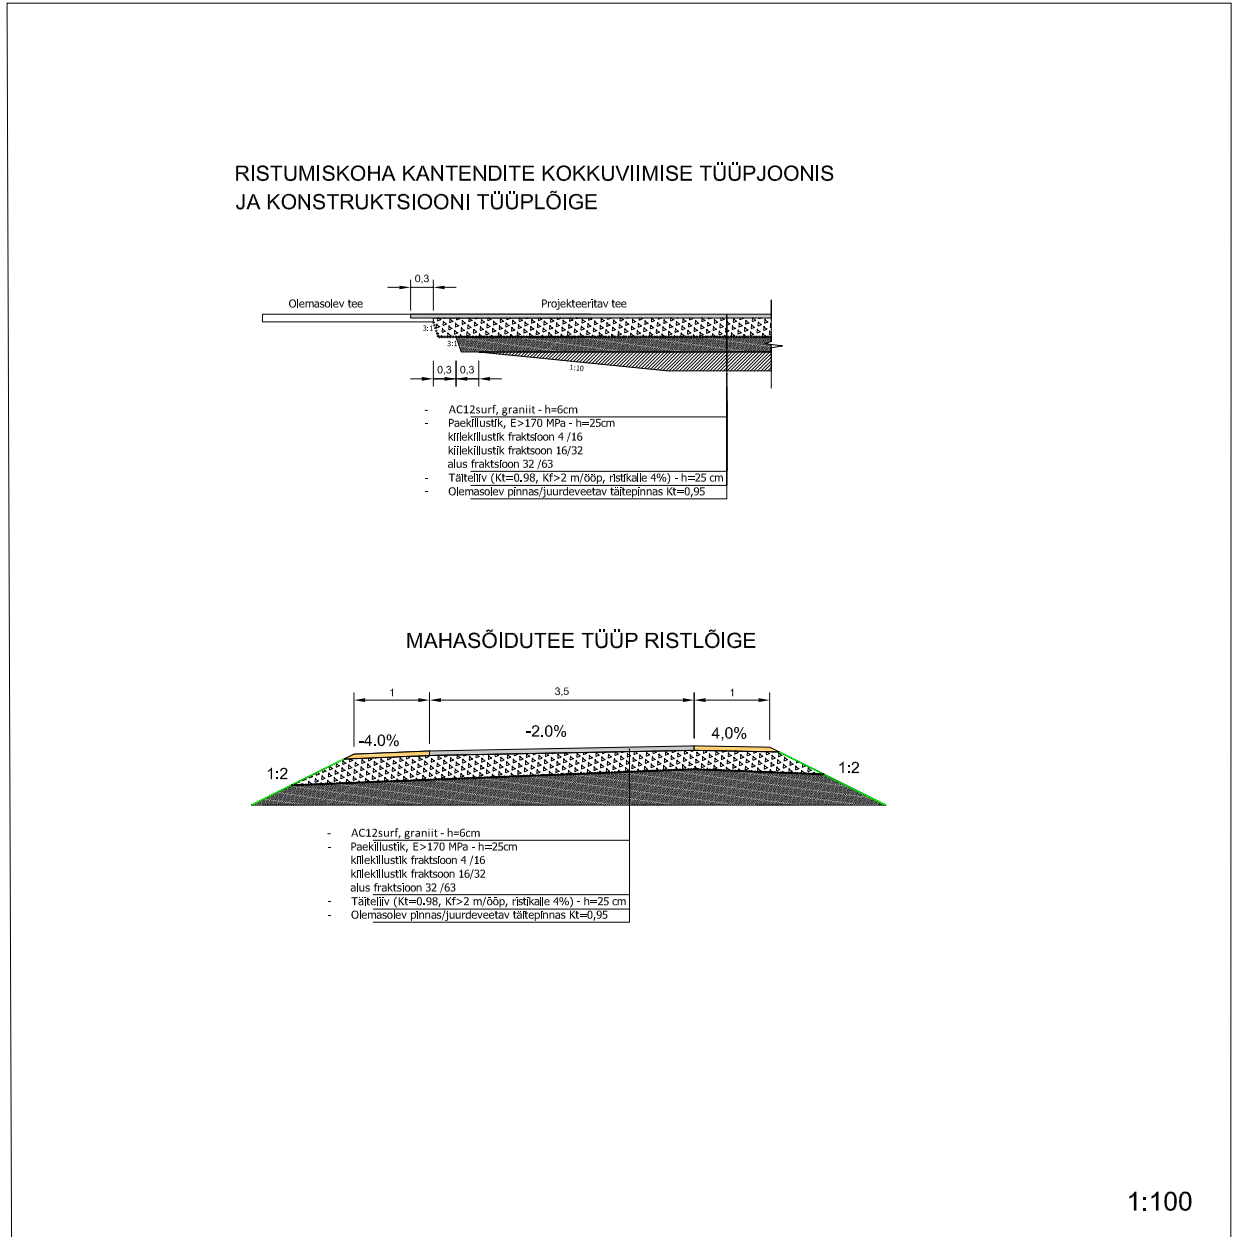 RISTUMISKOHA KANTENDITE KOKKUVIIMISE TÜÜPJOONIS
JA KONSTRUKTSIOONI TÜÜPLÕIGE
0,3
Olemasolev tee
Projekteeritav tee
3:1
3:1
0,3 0,3
1:10
- AC12surf, graniit - h=6cm
- Paekillustik, E>170 MPa - h=25cm
kiilekillustik fraktsioon 4 /16
kiilekillustik fraktsoon 16/32
alus fraktsioon 32 /63
- Täiteliiv (Kt=0.98, Kf>2 m/ööp, ristikalle 4%) - h=25 cm
- Olemasolev pinnas/juurdeveetav täitepinnas Kt=0,95
MAHASÕIDUTEE TÜÜP RISTLÕIGE
1
3,5
1
-4.0%
-2.0%
4,0%
1:2
1:2
- AC12surf, graniit - h=6cm
- Paekillustik, E>170 MPa - h=25cm
kiilekillustik fraktsioon 4 /16
kiilekillustik fraktsoon 16/32
alus fraktsioon 32 /63
- Täiteliiv (Kt=0.98, Kf>2 m/ööp, ristikalle 4%) - h=25 cm
- Olemasolev pinnas/juurdeveetav täitepinnas Kt=0,95
1:100